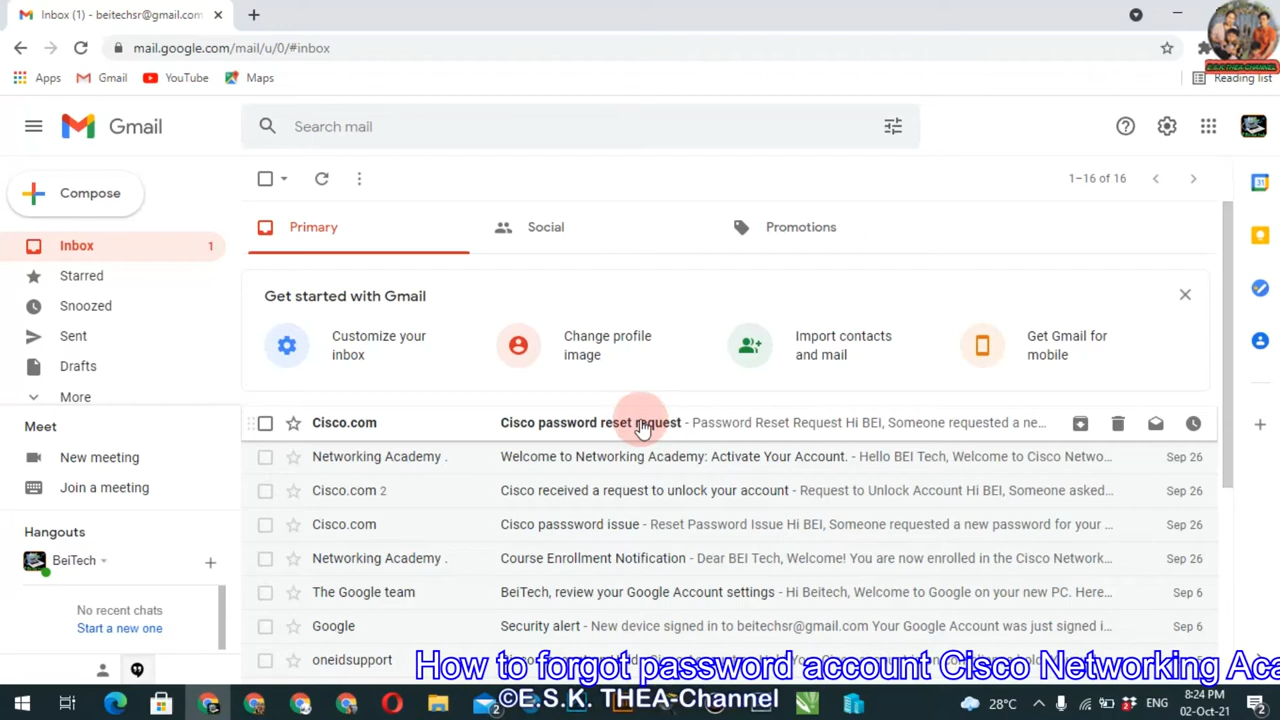 Inbox (1) - beitechsr@gmail.com
mail.google.com/mail/u/0/#inbox
E.S.K. THEA-CHANNEL
Apps Gmail YouTube Maps Reading list
Gmail Search mail
Compose 1–16 of 16
Primary Social Promotions
Inbox 1
Starred
Snoozed
Sent
Drafts
More
Get started with Gmail
Customize your inbox
Change profile image
Import contacts and mail
Get Gmail for mobile
Cisco.com Cisco password reset request - Password Reset Request Hi BEI, Someone requested a ne...
Networking Academy . Welcome to Networking Academy: Activate Your Account. - Hello BEI Tech, Welcome to Cisco Netwo... Sep 26
Cisco.com 2 Cisco received a request to unlock your account - Request to Unlock Account Hi BEI, Someone asked... Sep 26
Cisco.com Cisco passsword issue - Reset Password Issue Hi BEI, Someone requested a new password for your ... Sep 26
Networking Academy . Course Enrollment Notification - Dear BEI Tech, Welcome! You are now enrolled in the Cisco Network... Sep 26
The Google team BeiTech, review your Google Account settings - Hi Beitech, Welcome to Google on your new PC. Here... Sep 6
Google Security alert - New device signed in to beitechsr@gmail.com Your Google Account was just signed i... Sep 6
oneidsupport
Meet
New meeting
Join a meeting
Hangouts
BeiTech
No recent chats
Start a new one
How to forgot password account Cisco Networking Aca
©E.S.K. THEA-Channel
2
28°C ENG
8:24 PM
02-Oct-21
2